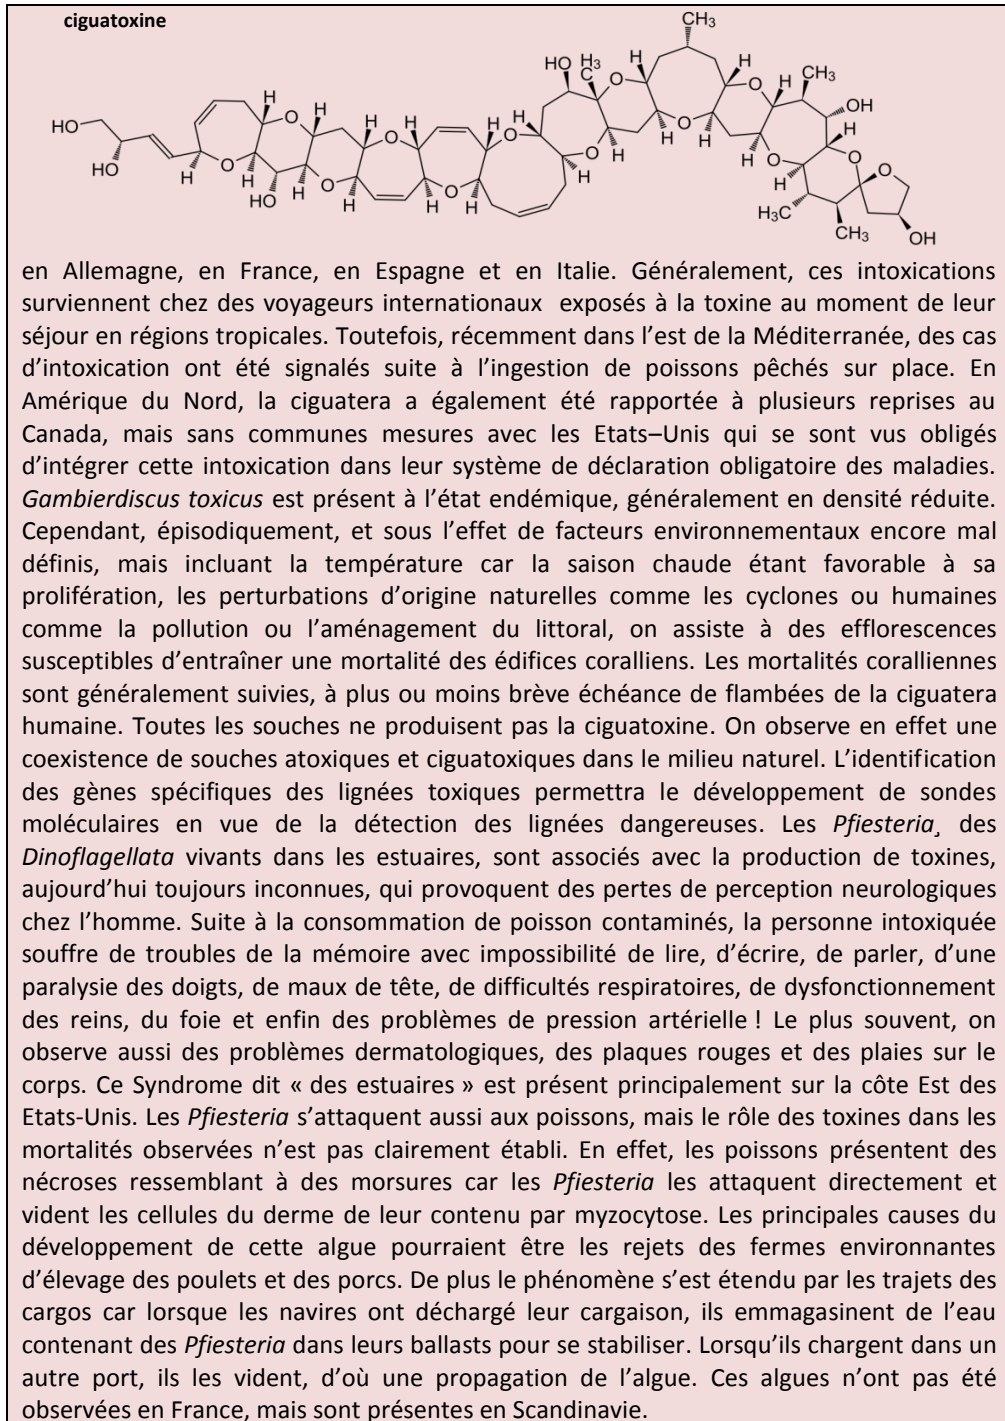 ciguatoxine
CH₃
HO H₃
H C H H
H H H O O CH₃
H H H H O H
HO O O H OH
O O O H H H
HO H O H O H O H H H O O O
HO H H H H H H₃C
CH₃ OH
en Allemagne, en France, en Espagne et en Italie. Généralement, ces intoxications
surviennent chez des voyageurs internationaux exposés à la toxine au moment de leur
séjour en régions tropicales. Toutefois, récemment dans l’est de la Méditerranée, des cas
d’intoxication ont été signalés suite à l’ingestion de poissons pêchés sur place. En
Amérique du Nord, la ciguatera a également été rapportée à plusieurs reprises au
Canada, mais sans communes mesures avec les Etats–Unis qui se sont vus obligés
d’intégrer cette intoxication dans leur système de déclaration obligatoire des maladies.
Gambierdiscus toxicus est présent à l’état endémique, généralement en densité réduite.
Cependant, épisodiquement, et sous l’effet de facteurs environnementaux encore mal
définis, mais incluant la température car la saison chaude étant favorable à sa
prolifération, les perturbations d’origine naturelles comme les cyclones ou humaines
comme la pollution ou l’aménagement du littoral, on assiste à des efflorescences
susceptibles d’entraîner une mortalité des édifices coralliens. Les mortalités coralliennes
sont généralement suivies, à plus ou moins brève échéance de flambées de la ciguatera
humaine. Toutes les souches ne produisent pas la ciguatoxine. On observe en effet une
coexistence de souches atoxiques et ciguatoxiques dans le milieu naturel. L’identification
des gènes spécifiques des lignées toxiques permettra le développement de sondes
moléculaires en vue de la détection des lignées dangereuses. Les Pfiesteria¸ des
Dinoflagellata vivants dans les estuaires, sont associés avec la production de toxines,
aujourd’hui toujours inconnues, qui provoquent des pertes de perception neurologiques
chez l’homme. Suite à la consommation de poisson contaminés, la personne intoxiquée
souffre de troubles de la mémoire avec impossibilité de lire, d’écrire, de parler, d’une
paralysie des doigts, de maux de tête, de difficultés respiratoires, de dysfonctionnement
des reins, du foie et enfin des problèmes de pression artérielle ! Le plus souvent, on
observe aussi des problèmes dermatologiques, des plaques rouges et des plaies sur le
corps. Ce Syndrome dit « des estuaires » est présent principalement sur la côte Est des
Etats-Unis. Les Pfiesteria s’attaquent aussi aux poissons, mais le rôle des toxines dans les
mortalités observées n’est pas clairement établi. En effet, les poissons présentent des
nécroses ressemblant à des morsures car les Pfiesteria les attaquent directement et
vident les cellules du derme de leur contenu par myzocytose. Les principales causes du
développement de cette algue pourraient être les rejets des fermes environnantes
d’élevage des poulets et des porcs. De plus le phénomène s’est étendu par les trajets des
cargos car lorsque les navires ont déchargé leur cargaison, ils emmagasinent de l’eau
contenant des Pfiesteria dans leurs ballasts pour se stabiliser. Lorsqu’ils chargent dans un
autre port, ils les vident, d’où une propagation de l’algue. Ces algues n’ont pas été
observées en France, mais sont présentes en Scandinavie.